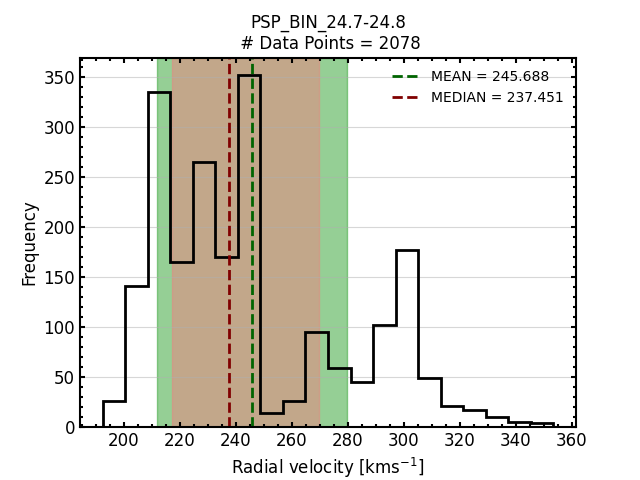 PSP_BIN_24.7-24.8
# Data Points = 2078
MEAN = 245.688
MEDIAN = 237.451
Frequency
350
300
250
200
150
100
50
0
200 220 240 260 280 300 320 340 360
Radial velocity [kms⁻¹]